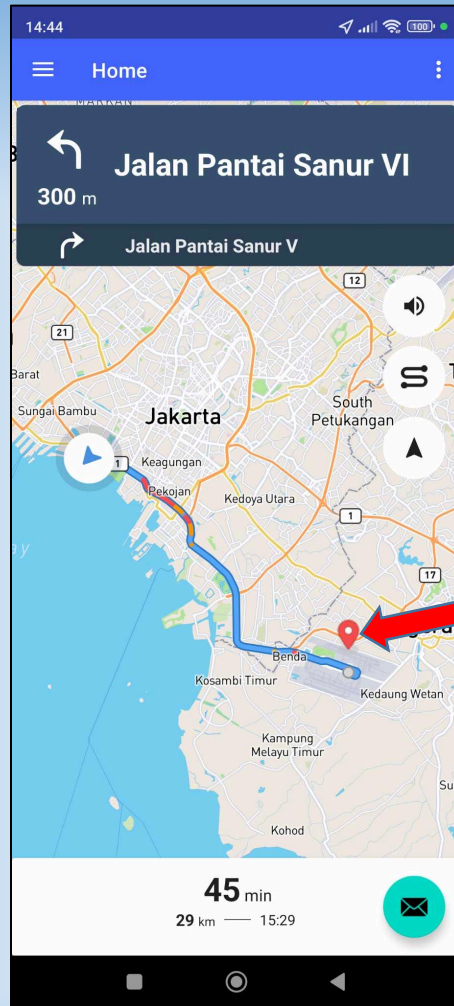 14:44
100
Home
Jalan Pantai Sanur VI
300 m
Jalan Pantai Sanur V
12
21
Barat
South
Petukangan
Sungai Bambu
Jakarta
1
Keagungan
Pekojan
Kedoya Utara
1
17
Benda
Kosambi Timur
Kedaung Wetan
Kampung
Melayu Timur
Su
Kohod
45 min
29 km — 15:29